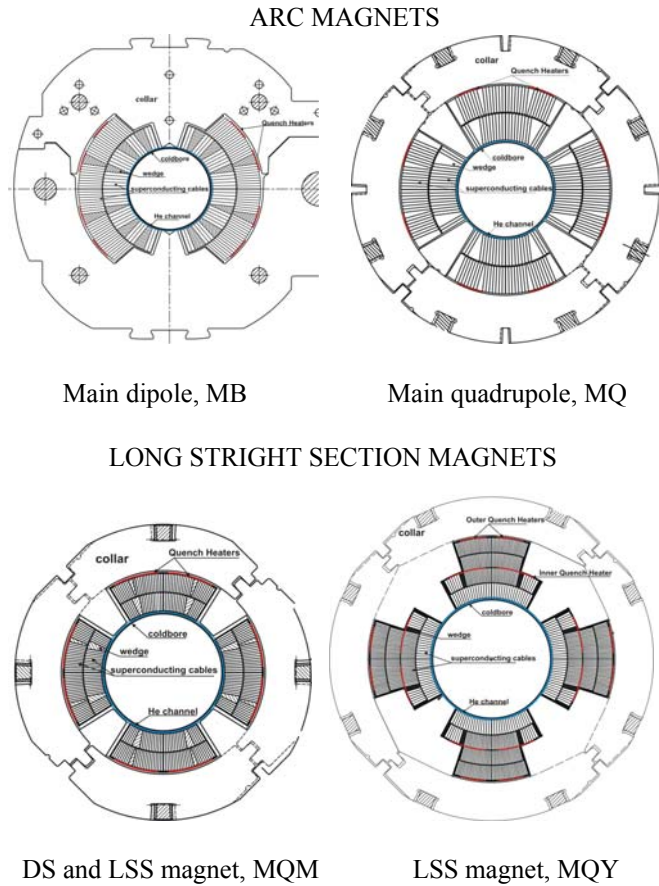 ARC MAGNETS
collar
Quench Heaters
coldbore
wedge
superconducting cables
He channel
collar
Quench Heaters
coldbore
wedge
superconducting cables
He channel
Main dipole, MB
Main quadrupole, MQ
LONG STRIGHT SECTION MAGNETS
collar
Quench Heaters
coldbore
wedge
superconducting cables
He channel
collar
Outer Quench Heaters
Inner Quench Heater
coldbore
wedge
superconducting cables
He channel
DS and LSS magnet, MQM
LSS magnet, MQY